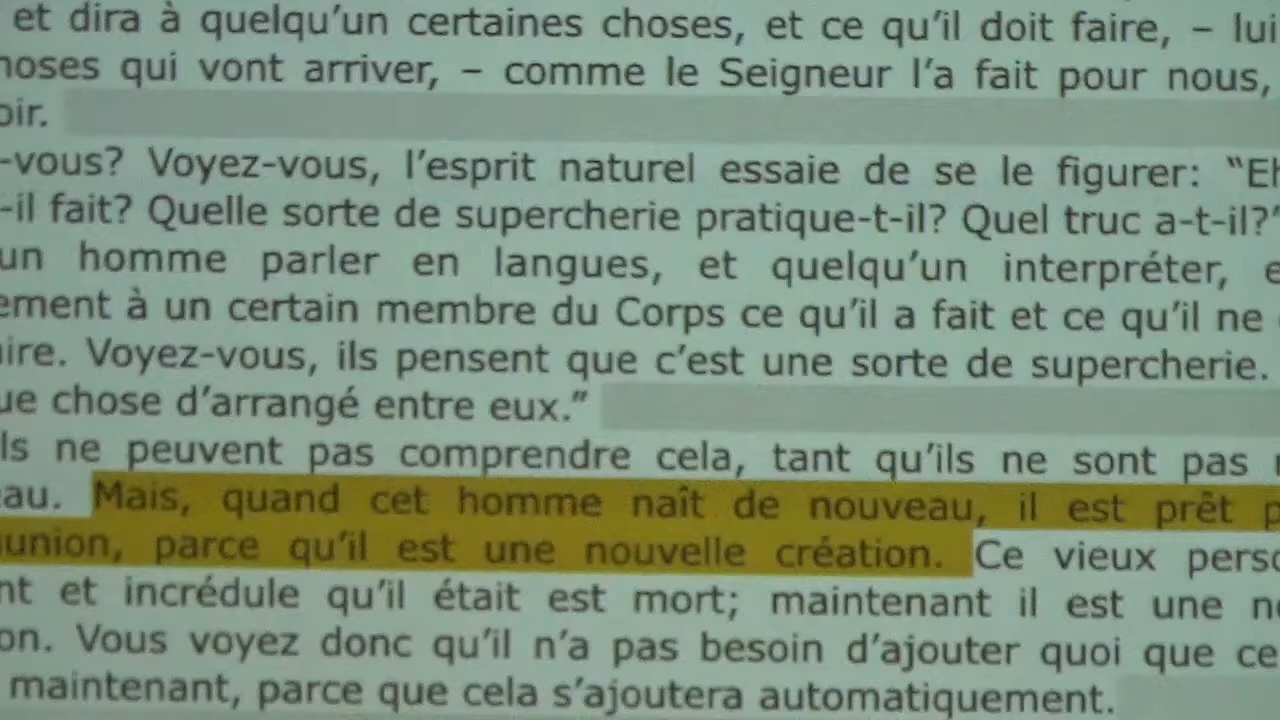 et dira à quelqu'un certaines choses, et ce qu'il doit faire, – lui
hoses qui vont arriver, – comme le Seigneur l'a fait pour nous,
oir.
-vous? Voyez-vous, l'esprit naturel essaie de se le figurer: “Eh
-il fait? Quelle sorte de supercherie pratique-t-il? Quel truc a-t-il?”
un homme parler en langues, et quelqu'un interpréter, e
ement à un certain membre du Corps ce qu'il a fait et ce qu'il ne
ire. Voyez-vous, ils pensent que c'est une sorte de supercherie.
ue chose d'arrangé entre eux.”
ls ne peuvent pas comprendre cela, tant qu'ils ne sont pas
eau. Mais, quand cet homme naît de nouveau, il est prêt p
union, parce qu'il est une nouvelle création. Ce vieux perso
nt et incrédule qu'il était est mort; maintenant il est une no
on. Vous voyez donc qu'il n'a pas besoin d'ajouter quoi que ce
maintenant, parce que cela s'ajoutera automatiquement.